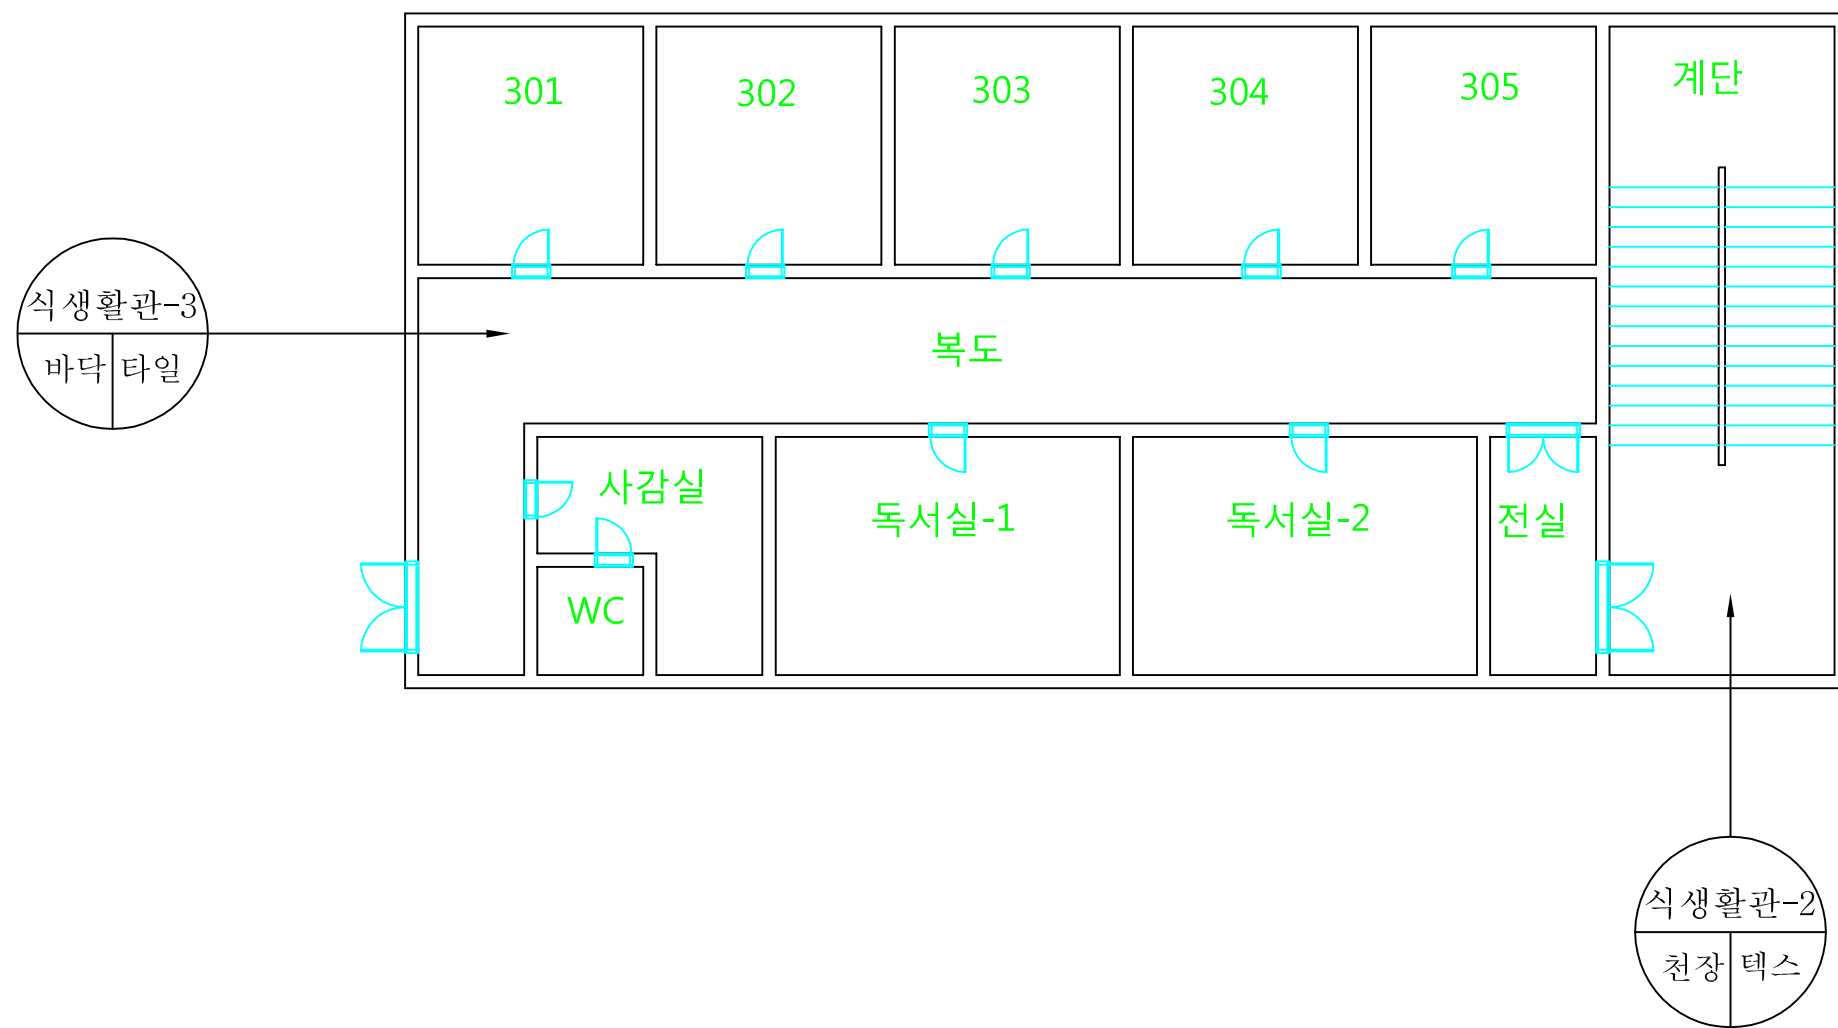 301
302
303
304
305
계단
식생활관-3
바닥 타일
복도
사감실
독서실-1
독서실-2
전실
WC
식생활관-2
천장 텍스